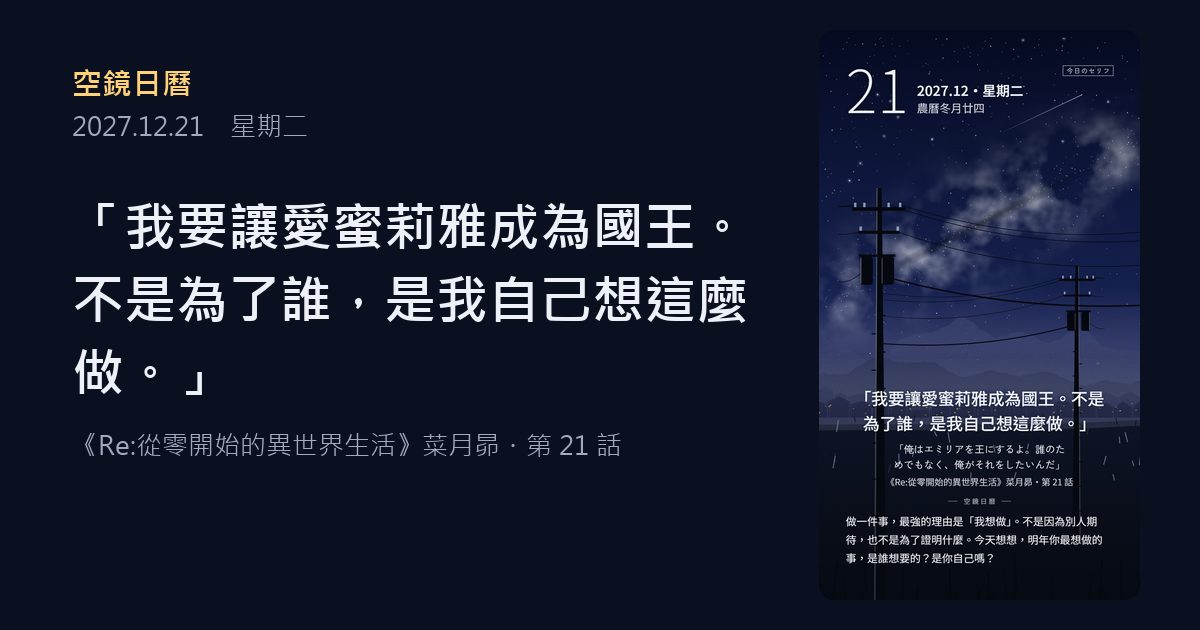 空鏡日曆
2027.12.21 星期二
「我要讓愛蜜莉雅成為國王。
不是為了誰，是我自己想這麼
做。」
《Re:從零開始的異世界生活》菜月昴・第 21 話
21
2027.12・星期二
農曆冬月廿四
今日のセリフ
「我要讓愛蜜莉雅成為國王。不是
為了誰，是我自己想這麼做。」
「俺はエミリアを王にするよ。誰のた
めでもなく、俺がそれをしたいんだ」
《Re:從零開始的異世界生活》菜月昴・第 21 話
— 空鏡日曆 —
做一件事，最強的理由是「我想做」。不是因為別人期
待，也不是為了證明什麼。今天想想，明年你最想做的
事，是誰想要的？是你自己嗎？